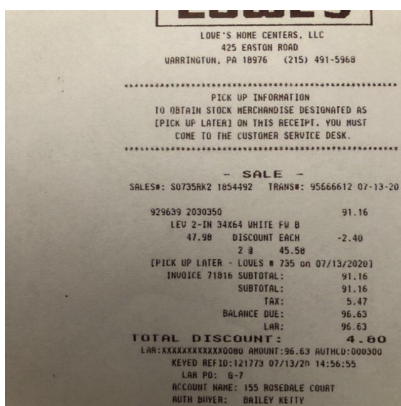 LOWE'S
LOWE'S HOME CENTERS, LLC
425 EASTON ROAD
WARRINGTON, PA 18976 (215) 491-5968
PICK UP INFORMATION
TO OBTAIN STOCK MERCHANDISE DESIGNATED AS
[PICK UP LATER] ON THIS RECEIPT, YOU MUST
COME TO THE CUSTOMER SERVICE DESK.
- SALE -
SALES#: S0735RK2 1854492 TRANS#: 95666612 07-13-20
929639 2030350 91.16
LEV 2-IN 34X64 WHITE FW B
47.98 DISCOUNT EACH -2.40
2 @ 45.58
[PICK UP LATER - LOWES # 735 on 07/13/2020]
INVOICE 71816 SUBTOTAL: 91.16
SUBTOTAL: 91.16
TAX: 5.47
BALANCE DUE: 96.63
LAR: 96.63
TOTAL DISCOUNT: 4.80
LAR:XXXXXXXXXXXX0080 AMOUNT:96.63 AUTHCD:000300
KEYED REFID:121773 07/13/20 14:56:55
LAR PO: G-7
ACCOUNT NAME: 155 ROSEDALE COURT
AUTH BUYER: BAILEY KETTY